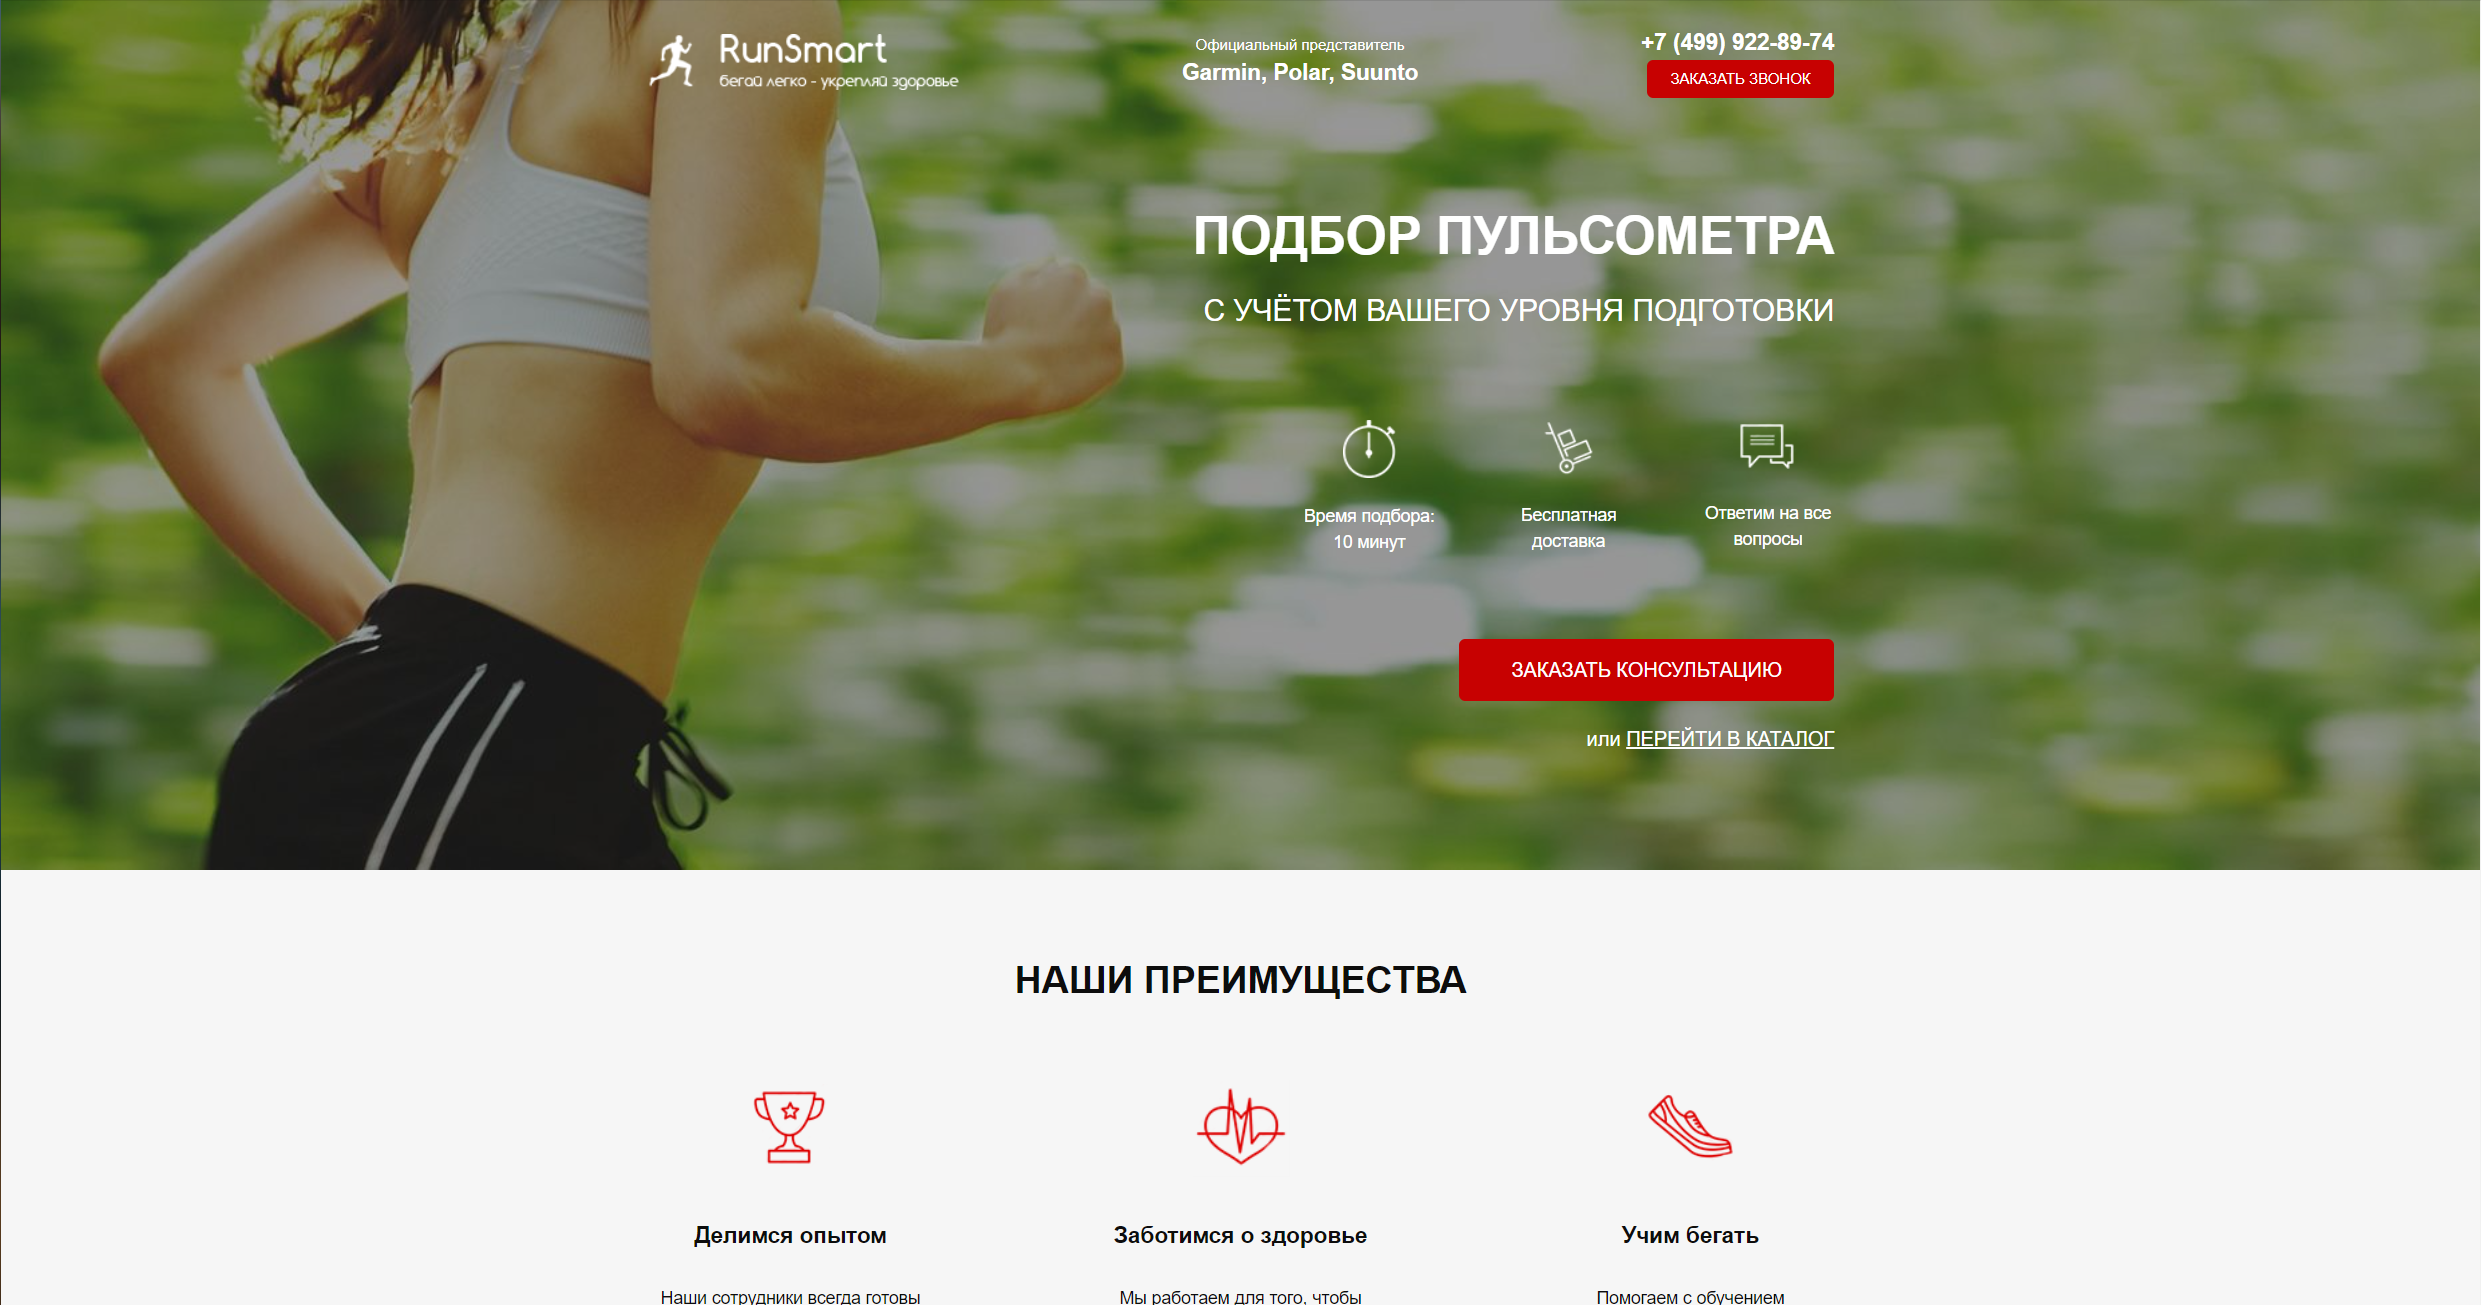 RunSmart
бегай легко - укрепляй здоровье
Официальный представитель
Garmin, Polar, Suunto
+7 (499) 922-89-74
ЗАКАЗАТЬ ЗВОНОК
ПОДБОР ПУЛЬСОМЕТРА
С УЧЁТОМ ВАШЕГО УРОВНЯ ПОДГОТОВКИ
Время подбора:
10 минут
Бесплатная
доставка
Ответим на все
вопросы
ЗАКАЗАТЬ КОНСУЛЬТАЦИЮ
или ПЕРЕЙТИ В КАТАЛОГ
НАШИ ПРЕИМУЩЕСТВА
Делимся опытом
Наши сотрудники всегда готовы
Заботимся о здоровье
Мы работаем для того, чтобы
Учим бегать
Помогаем с обучением